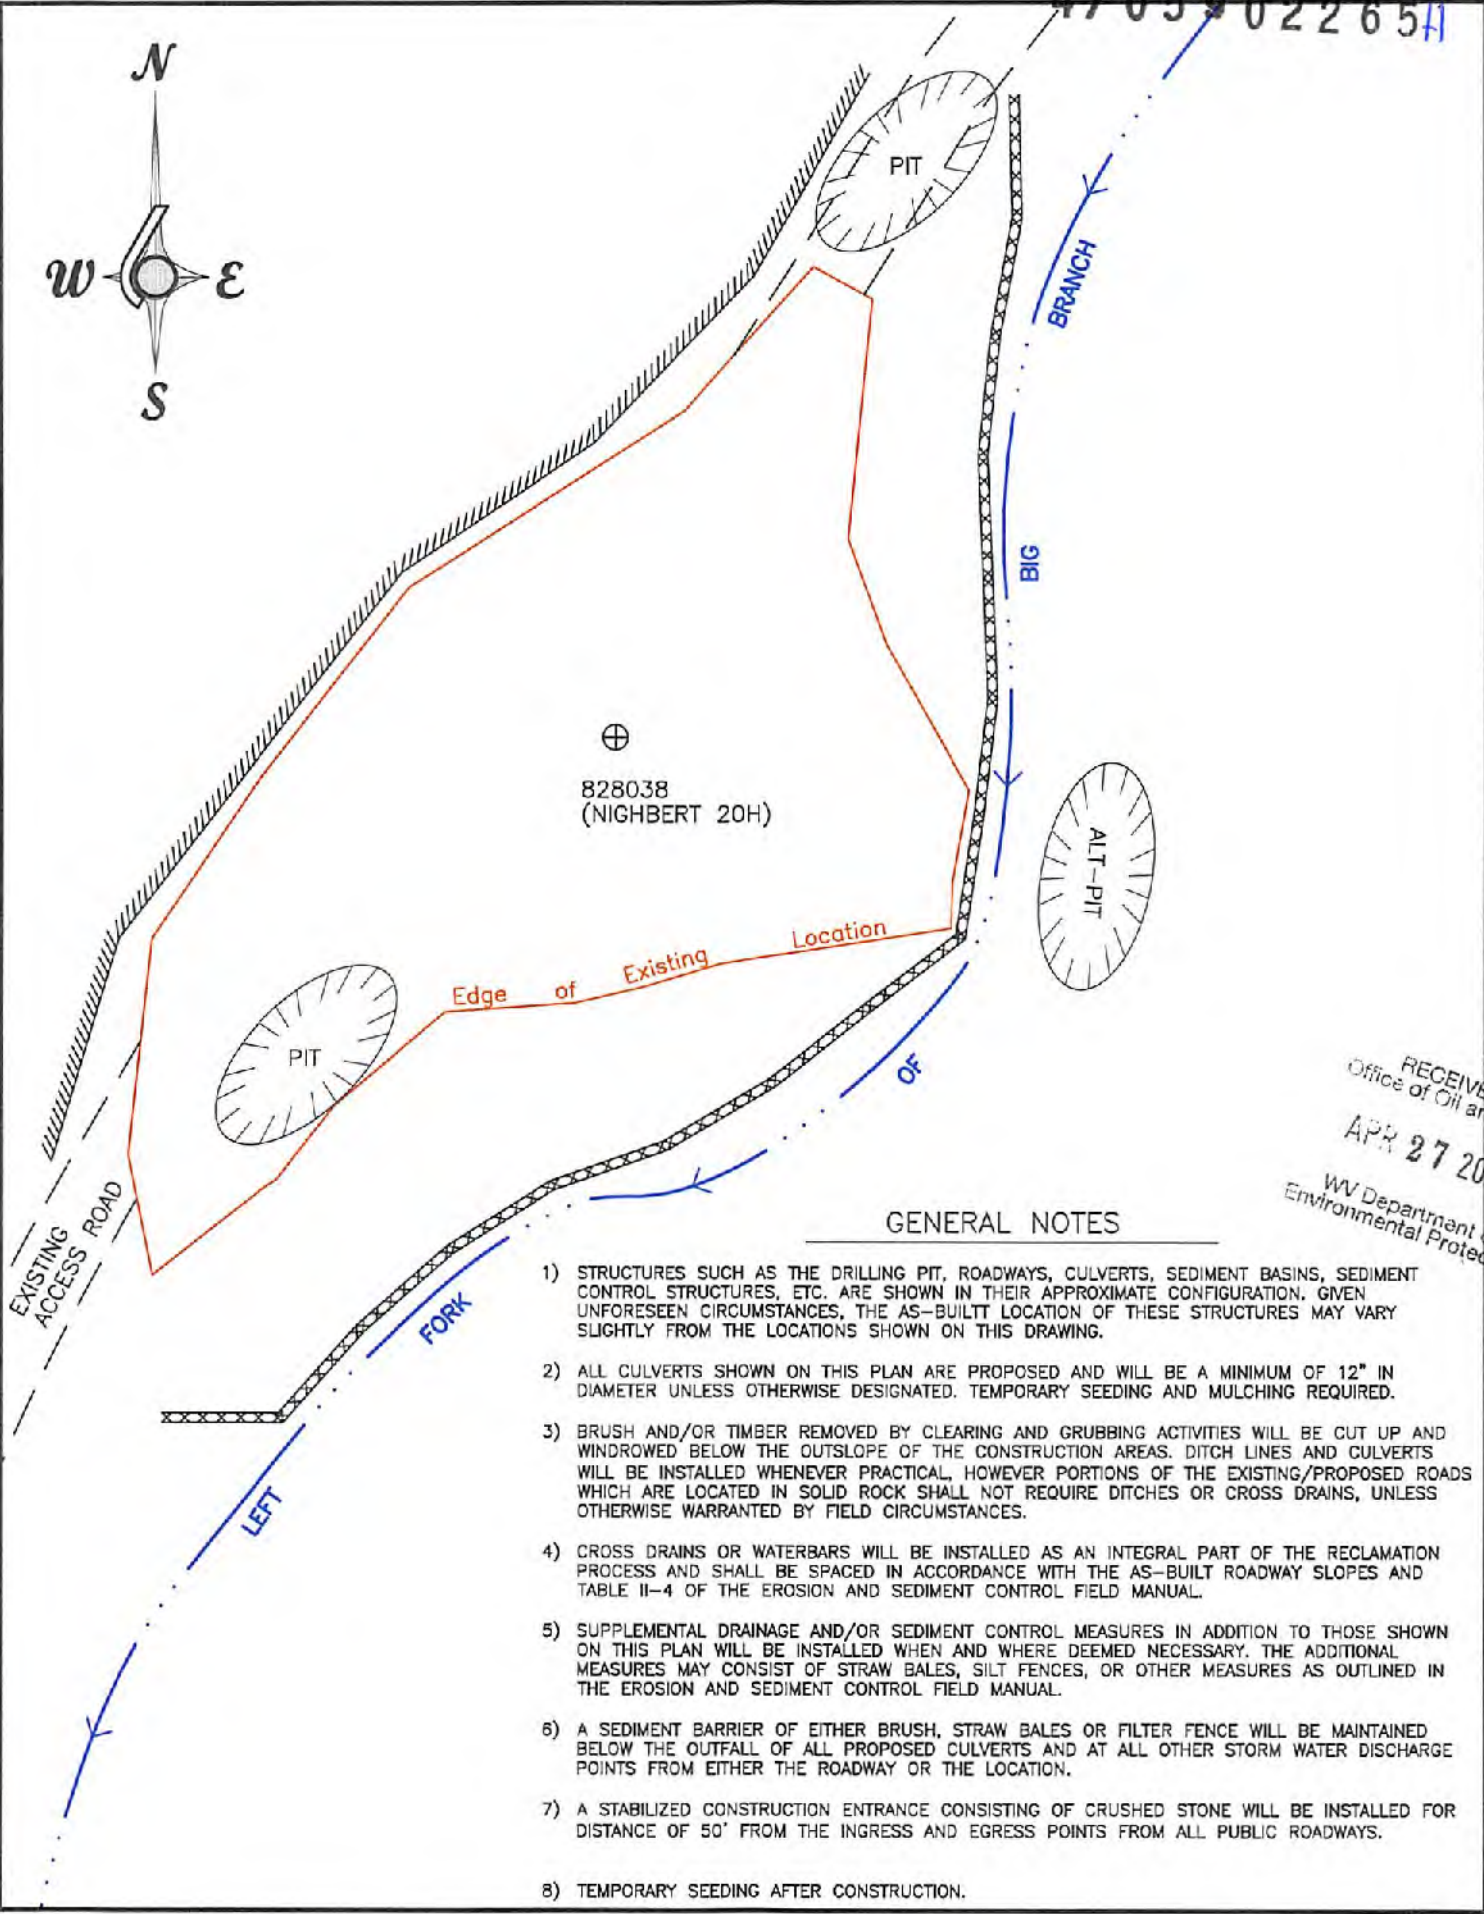 02265H
N
W
E
S
PIT
BRANCH
BIG
828038
(NIGHBERT 20H)
ALT-PIT
Edge of Existing Location
PIT
OF
EXISTING
ACCESS ROAD
FORK
LEFT
RECEIVE
Office of Oil an
APR 27 20
WV Department
Environmental Protec
GENERAL NOTES
1) STRUCTURES SUCH AS THE DRILLING PIT, ROADWAYS, CULVERTS, SEDIMENT BASINS, SEDIMENT
CONTROL STRUCTURES, ETC. ARE SHOWN IN THEIR APPROXIMATE CONFIGURATION. GIVEN
UNFORESEEN CIRCUMSTANCES, THE AS-BUILTT LOCATION OF THESE STRUCTURES MAY VARY
SLIGHTLY FROM THE LOCATIONS SHOWN ON THIS DRAWING.
2) ALL CULVERTS SHOWN ON THIS PLAN ARE PROPOSED AND WILL BE A MINIMUM OF 12" IN
DIAMETER UNLESS OTHERWISE DESIGNATED. TEMPORARY SEEDING AND MULCHING REQUIRED.
3) BRUSH AND/OR TIMBER REMOVED BY CLEARING AND GRUBBING ACTIVITIES WILL BE CUT UP AND
WINDROWED BELOW THE OUTSLOPE OF THE CONSTRUCTION AREAS. DITCH LINES AND CULVERTS
WILL BE INSTALLED WHENEVER PRACTICAL, HOWEVER PORTIONS OF THE EXISTING/PROPOSED ROADS
WHICH ARE LOCATED IN SOLID ROCK SHALL NOT REQUIRE DITCHES OR CROSS DRAINS, UNLESS
OTHERWISE WARRANTED BY FIELD CIRCUMSTANCES.
4) CROSS DRAINS OR WATERBARS WILL BE INSTALLED AS AN INTEGRAL PART OF THE RECLAMATION
PROCESS AND SHALL BE SPACED IN ACCORDANCE WITH THE AS-BUILT ROADWAY SLOPES AND
TABLE II-4 OF THE EROSION AND SEDIMENT CONTROL FIELD MANUAL.
5) SUPPLEMENTAL DRAINAGE AND/OR SEDIMENT CONTROL MEASURES IN ADDITION TO THOSE SHOWN
ON THIS PLAN WILL BE INSTALLED WHEN AND WHERE DEEMED NECESSARY. THE ADDITIONAL
MEASURES MAY CONSIST OF STRAW BALES, SILT FENCES, OR OTHER MEASURES AS OUTLINED IN
THE EROSION AND SEDIMENT CONTROL FIELD MANUAL.
6) A SEDIMENT BARRIER OF EITHER BRUSH, STRAW BALES OR FILTER FENCE WILL BE MAINTAINED
BELOW THE OUTFALL OF ALL PROPOSED CULVERTS AND AT ALL OTHER STORM WATER DISCHARGE
POINTS FROM EITHER THE ROADWAY OR THE LOCATION.
7) A STABILIZED CONSTRUCTION ENTRANCE CONSISTING OF CRUSHED STONE WILL BE INSTALLED FOR
DISTANCE OF 50' FROM THE INGRESS AND EGRESS POINTS FROM ALL PUBLIC ROADWAYS.
8) TEMPORARY SEEDING AFTER CONSTRUCTION.